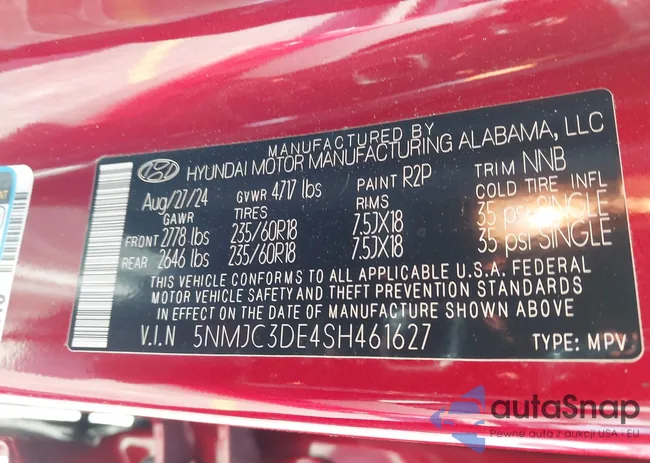 MANUFACTURED BY
HYUNDAI MOTOR MANUFACTURING ALABAMA, LLC
Aug/27/24 GVWR 4717 lbs PAINT R2P TRIM NNB
GAWR TIRES RIMS COLD TIRE INFL
FRONT 2778 lbs 235/60R18 7.5JX18 35 psi SINGLE
REAR 2646 lbs 235/60R18 7.5JX18 35 psi SINGLE
THIS VEHICLE CONFORMS TO ALL APPLICABLE U.S.A. FEDERAL
MOTOR VEHICLE SAFETY AND THEFT PREVENTION STANDARDS
IN EFFECT ON THE DATE OF MANUFACTURE SHOWN ABOVE
V.I.N 5NMJC3DE4SH461627 TYPE: MPV
autaSnap
Pewne auta z aukcji USA i EU